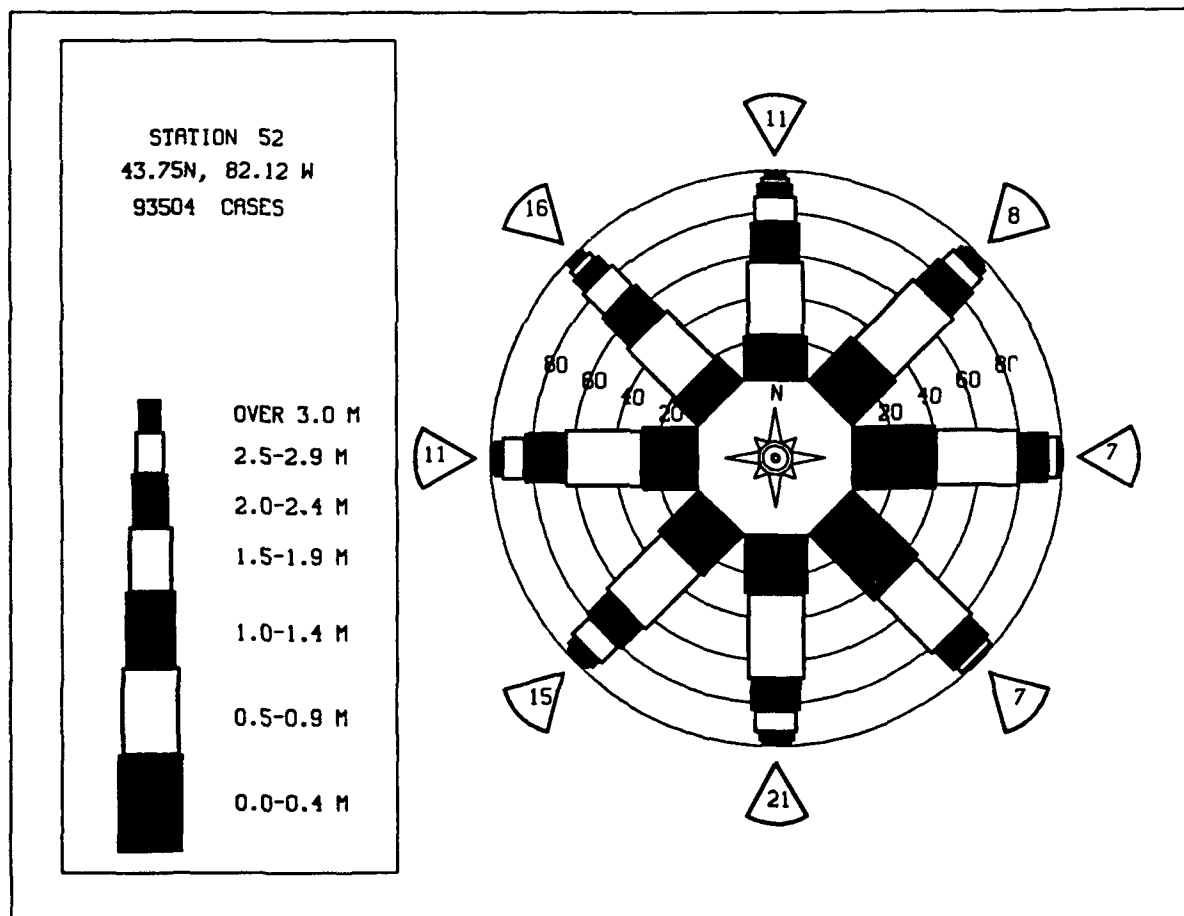 STATION 52
43.75N, 82.12 W
93504 CASES
OVER 3.0 M
2.5-2.9 M
2.0-2.4 M
1.5-1.9 M
1.0-1.4 M
0.5-0.9 M
0.0-0.4 M
11
16
8
80
60
40
20
N
20
40
60
80
11
7
15
7
21